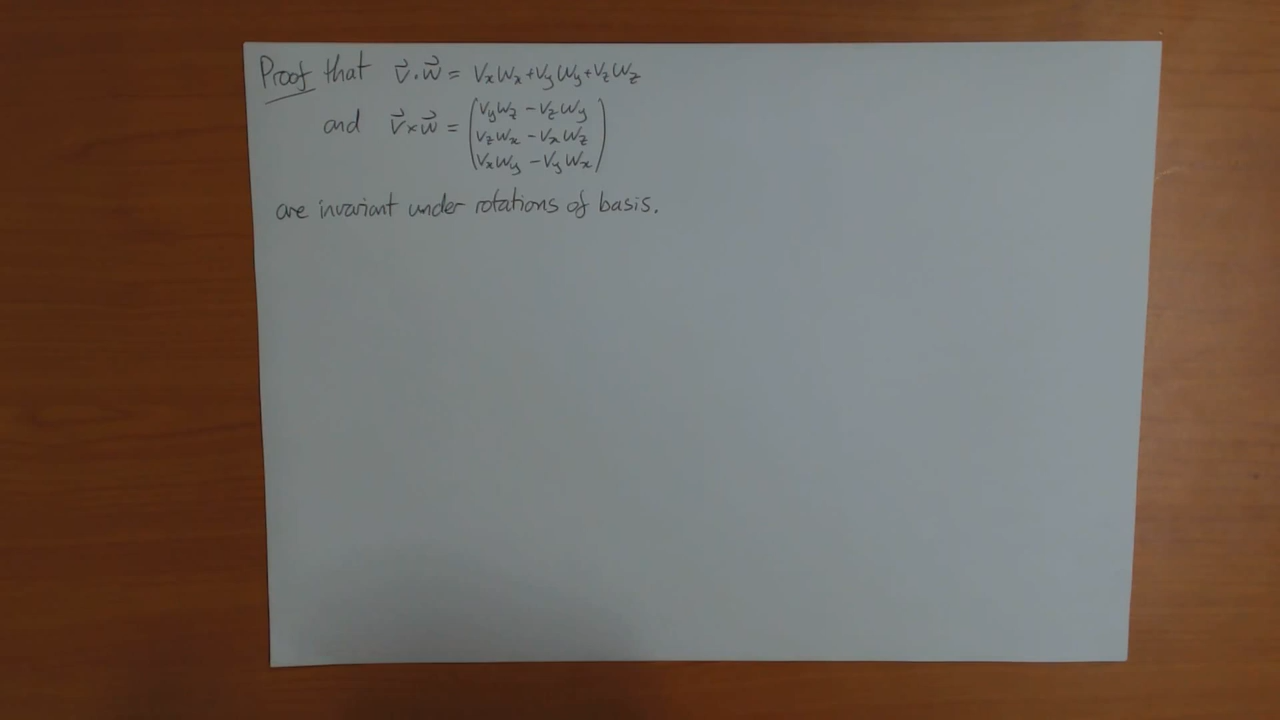 Proof that v⃗.w⃗ = VxWx+VyWy+VzWz
and v⃗×w⃗ = (VyWz - VzWy
VzWx - VxWz
VxWy - VyWx)
are invariant under rotations of basis.